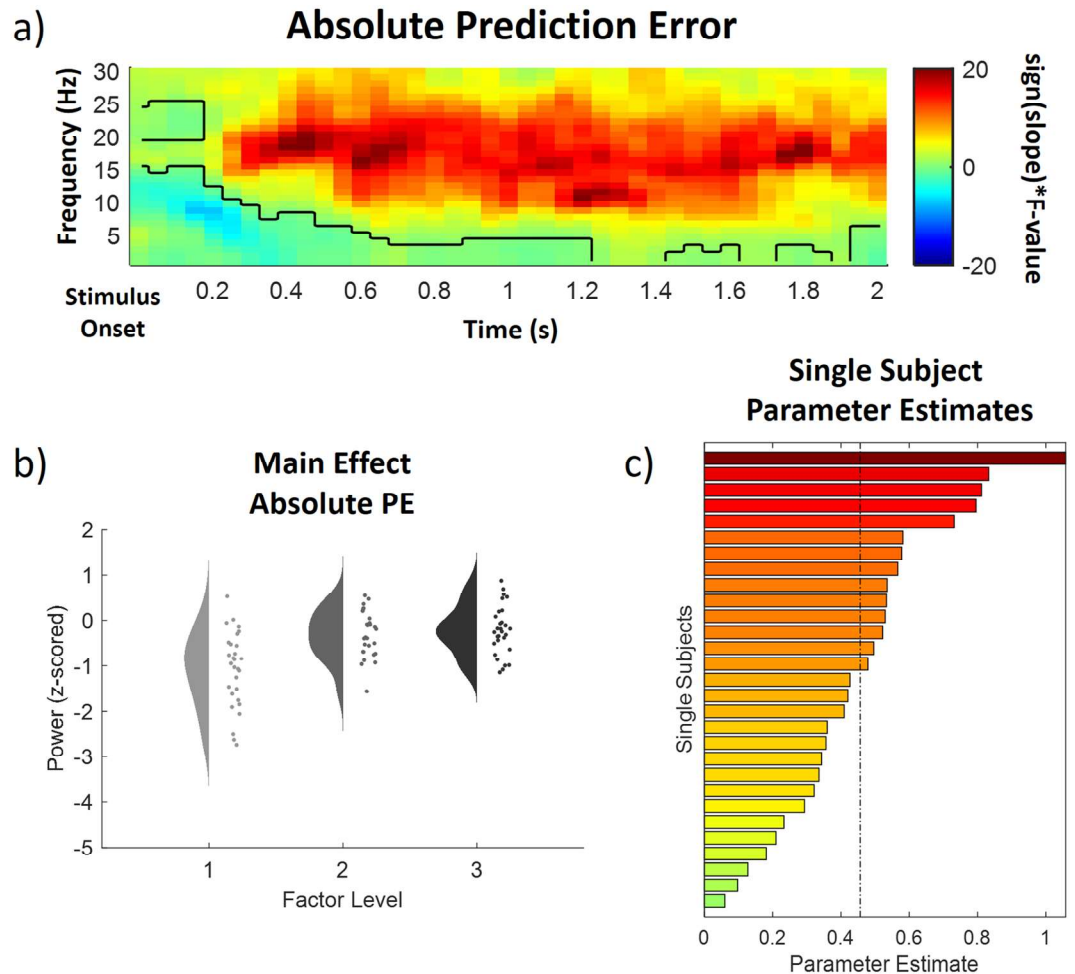 a)
Absolute Prediction Error
Frequency (Hz)
30
25
20
15
10
5
Stimulus
Onset
0.2
0.4
0.6
0.8
1
1.2
1.4
1.6
1.8
2
Time (s)
20
0
-20
sign(slope)*F-value
b)
Main Effect
Absolute PE
Power (z-scored)
2
1
0
-1
-2
-3
-4
-5
1
2
3
Factor Level
Single Subject
Parameter Estimates
c)
Single Subjects
0
0.2
0.4
0.6
0.8
1
Parameter Estimate